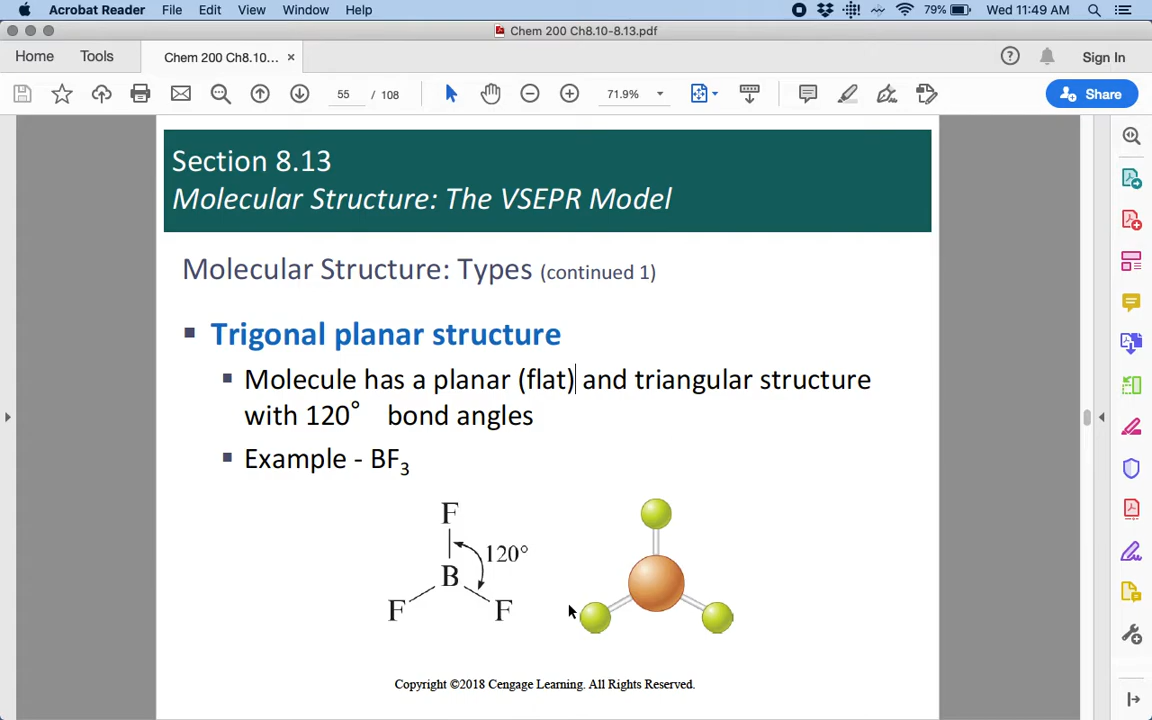 Acrobat Reader File Edit View Window Help 79% Wed 11:49 AM
Chem 200 Ch8.10-8.13.pdf
Home Tools Chem 200 Ch8.10... × Sign In
55 / 108 71.9% Share
Section 8.13
Molecular Structure: The VSEPR Model
Molecular Structure: Types (continued 1)
Trigonal planar structure
Molecule has a planar (flat) and triangular structure
with 120° bond angles
Example - BF₃
F
120°
B
F F
Copyright ©2018 Cengage Learning. All Rights Reserved.